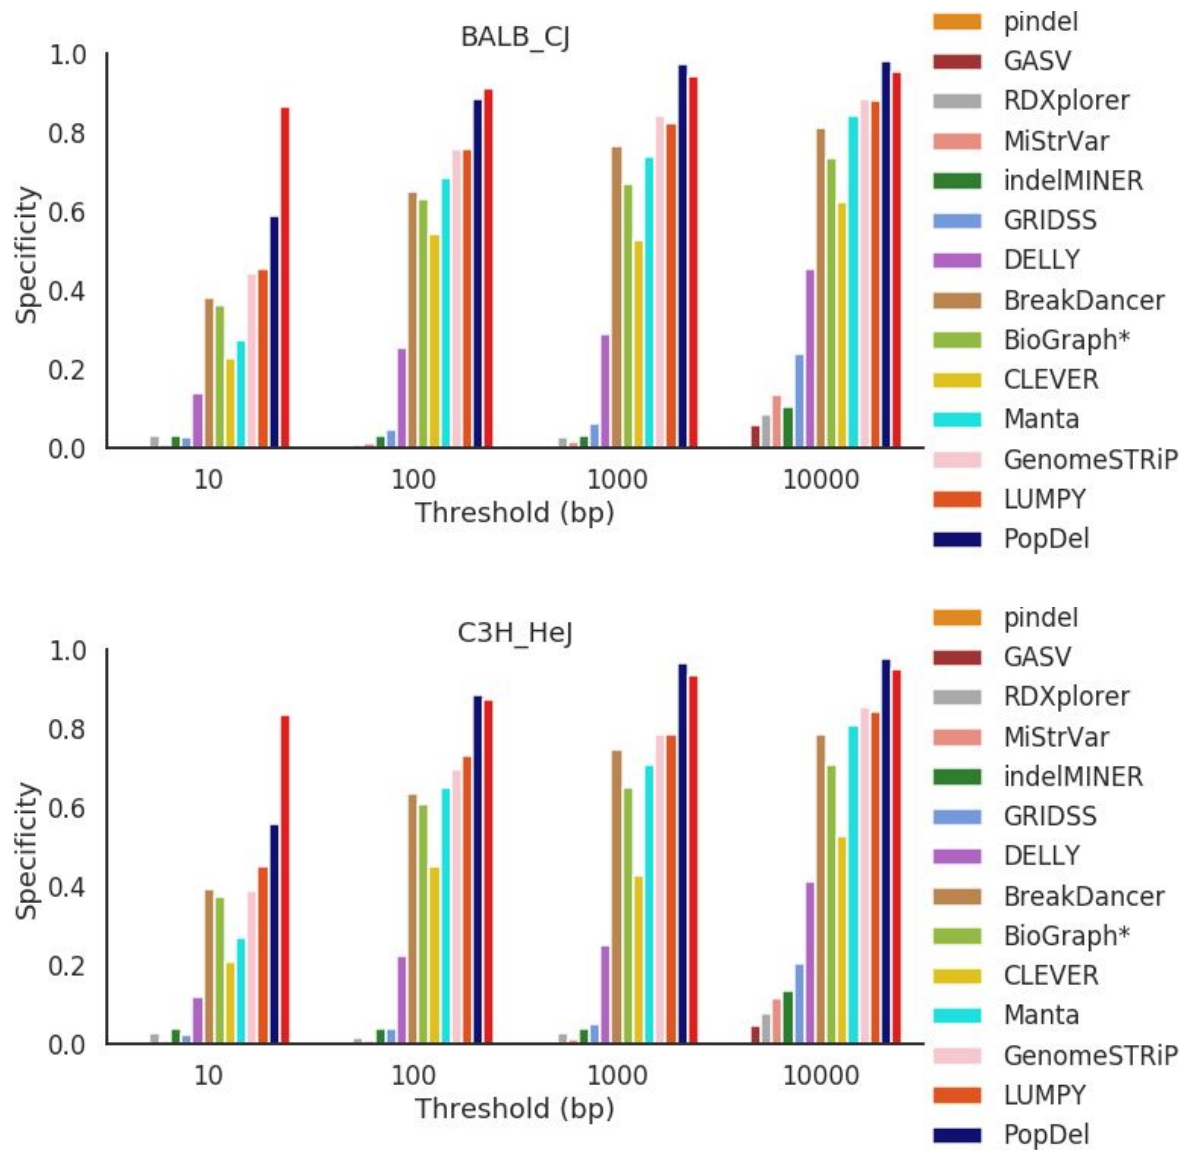 BALB_CJ
Specificity
1.0
0.8
0.6
0.4
0.2
0.0
10 100 1000 10000
Threshold (bp)
pindel
GASV
RDXplorer
MiStrVar
indelMINER
GRIDSS
DELLY
BreakDancer
BioGraph*
CLEVER
Manta
GenomeSTRiP
LUMPY
PopDel
C3H_HeJ
Specificity
1.0
0.8
0.6
0.4
0.2
0.0
10 100 1000 10000
Threshold (bp)
pindel
GASV
RDXplorer
MiStrVar
indelMINER
GRIDSS
DELLY
BreakDancer
BioGraph*
CLEVER
Manta
GenomeSTRiP
LUMPY
PopDel